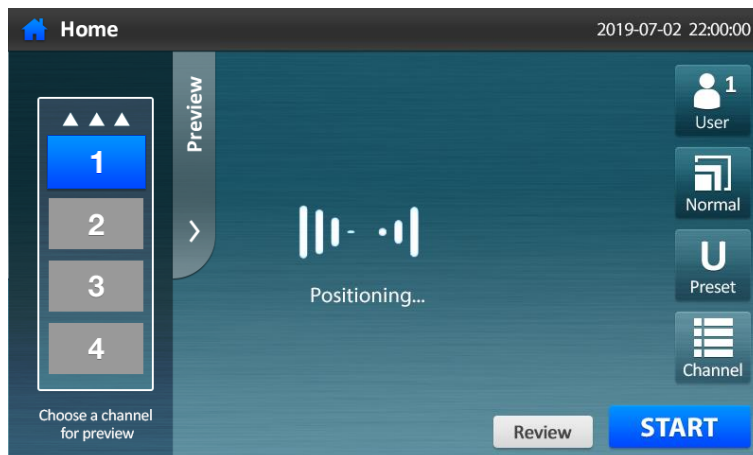 Home
2019-07-02 22:00:00
Preview
1
2
3
4
Choose a channel
for preview
Positioning...
1
User
Normal
U
Preset
Channel
Review
START